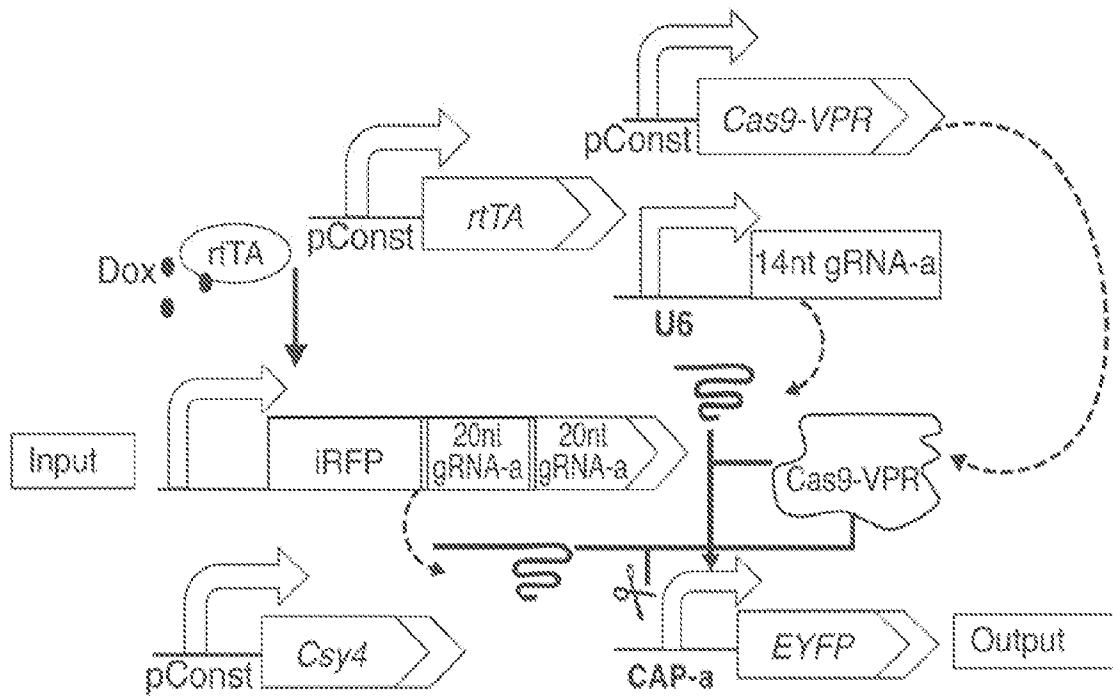 Cas9-VPR
pConst
rtTA
pConst
rtTA
Dox
14nt gRNA-a
U6
Input
iRFP
20nt
gRNA-a
20nt
gRNA-a
Cas9-VPR
Csy4
pConst
EYFP
CAP-a
Output